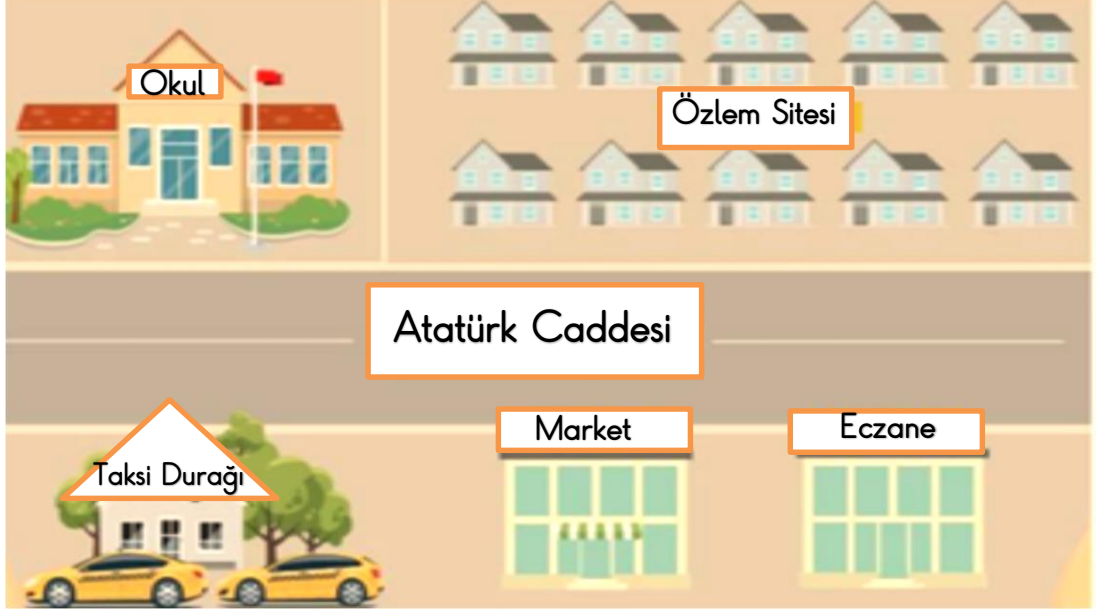 Okul
Özlem Sitesi
Atatürk Caddesi
Market
Eczane
Taksi Durağı